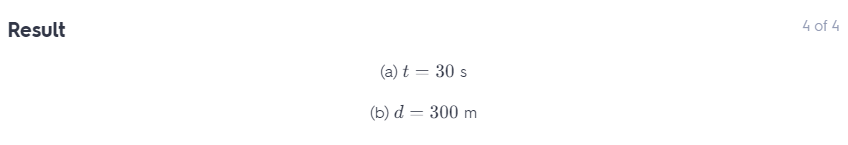 Result
4 of 4
(a) t = 30 s
(b) d = 300 m